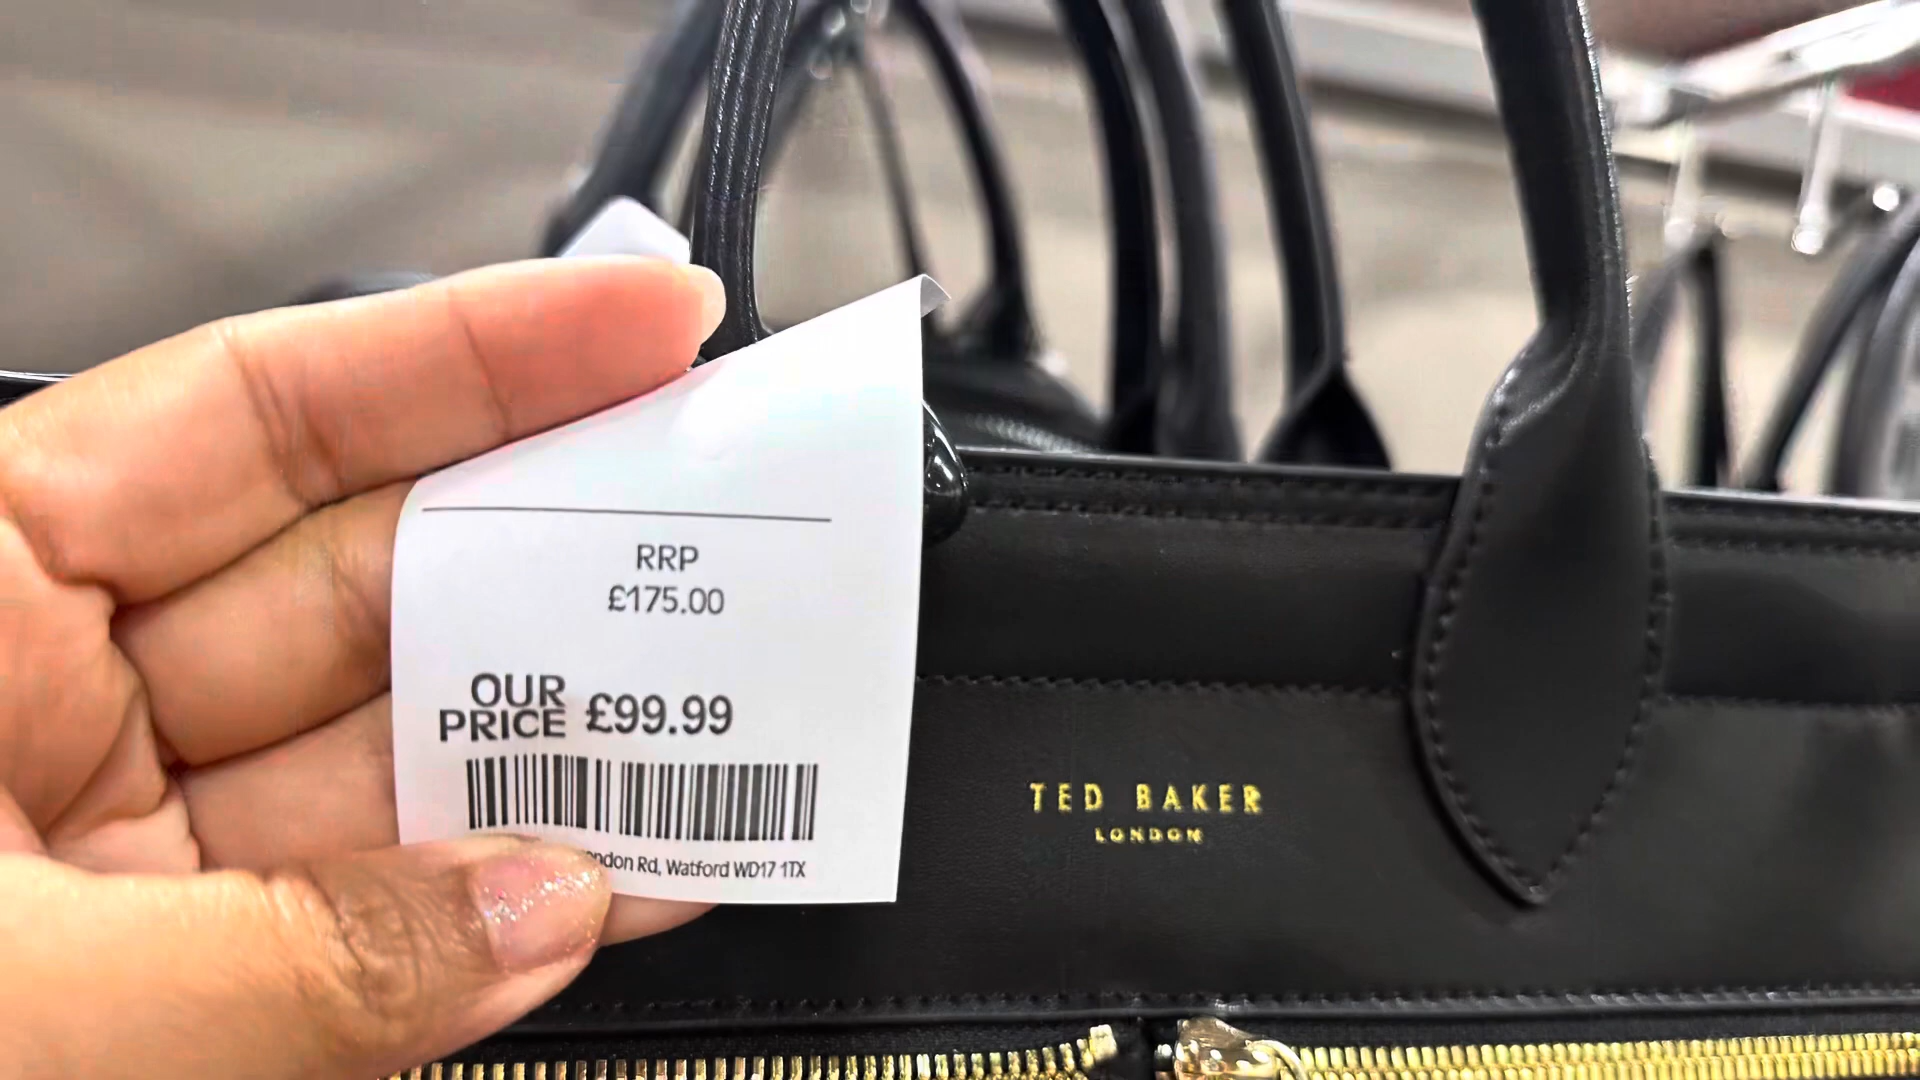 RRP
£175.00
OUR
PRICE £99.99
ndon Rd, Watford WD17 1TX
TED BAKER
LONDON